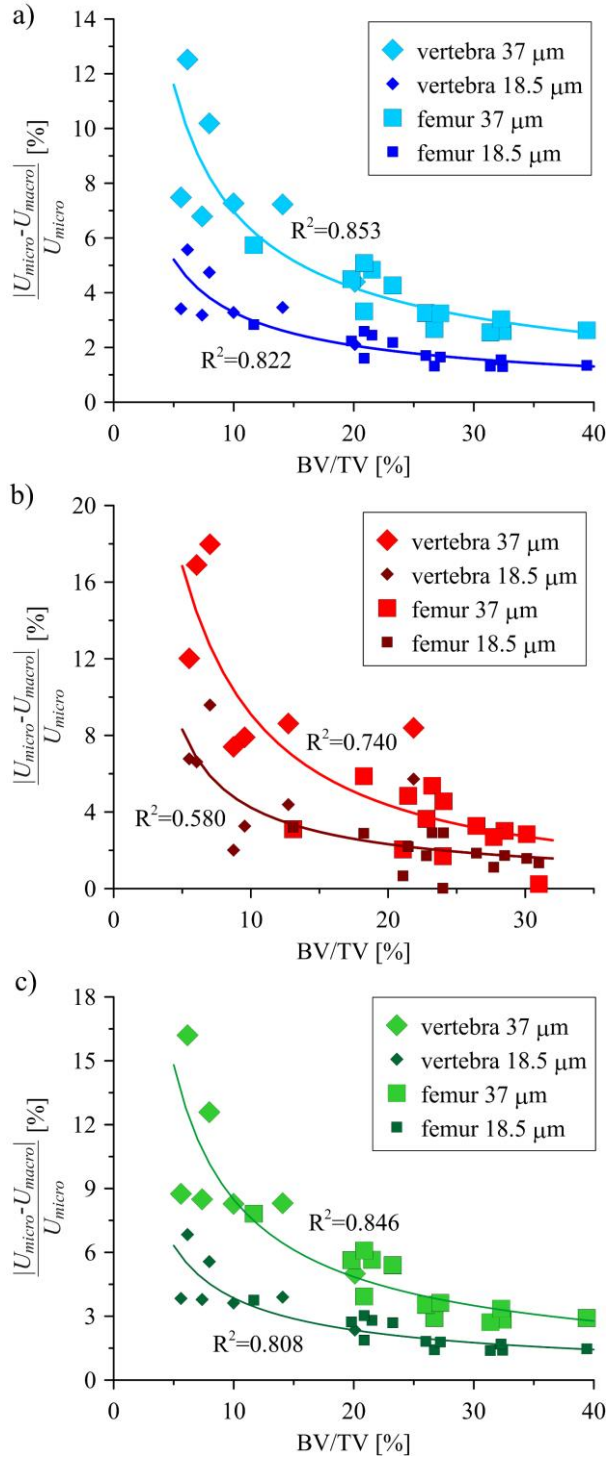 a)
14
12
10
8
6
4
2
0
|U_micro-U_macro| / U_micro [%]
vertebra 37 μm
vertebra 18.5 μm
femur 37 μm
femur 18.5 μm
R²=0.853
R²=0.822
0 10 20 30 40
BV/TV [%]
b)
20
16
12
8
4
0
|U_micro-U_macro| / U_micro [%]
vertebra 37 μm
vertebra 18.5 μm
femur 37 μm
femur 18.5 μm
R²=0.740
R²=0.580
0 10 20 30
BV/TV [%]
c)
18
15
12
9
6
3
0
|U_micro-U_macro| / U_micro [%]
vertebra 37 μm
vertebra 18.5 μm
femur 37 μm
femur 18.5 μm
R²=0.846
R²=0.808
0 10 20 30 40
BV/TV [%]